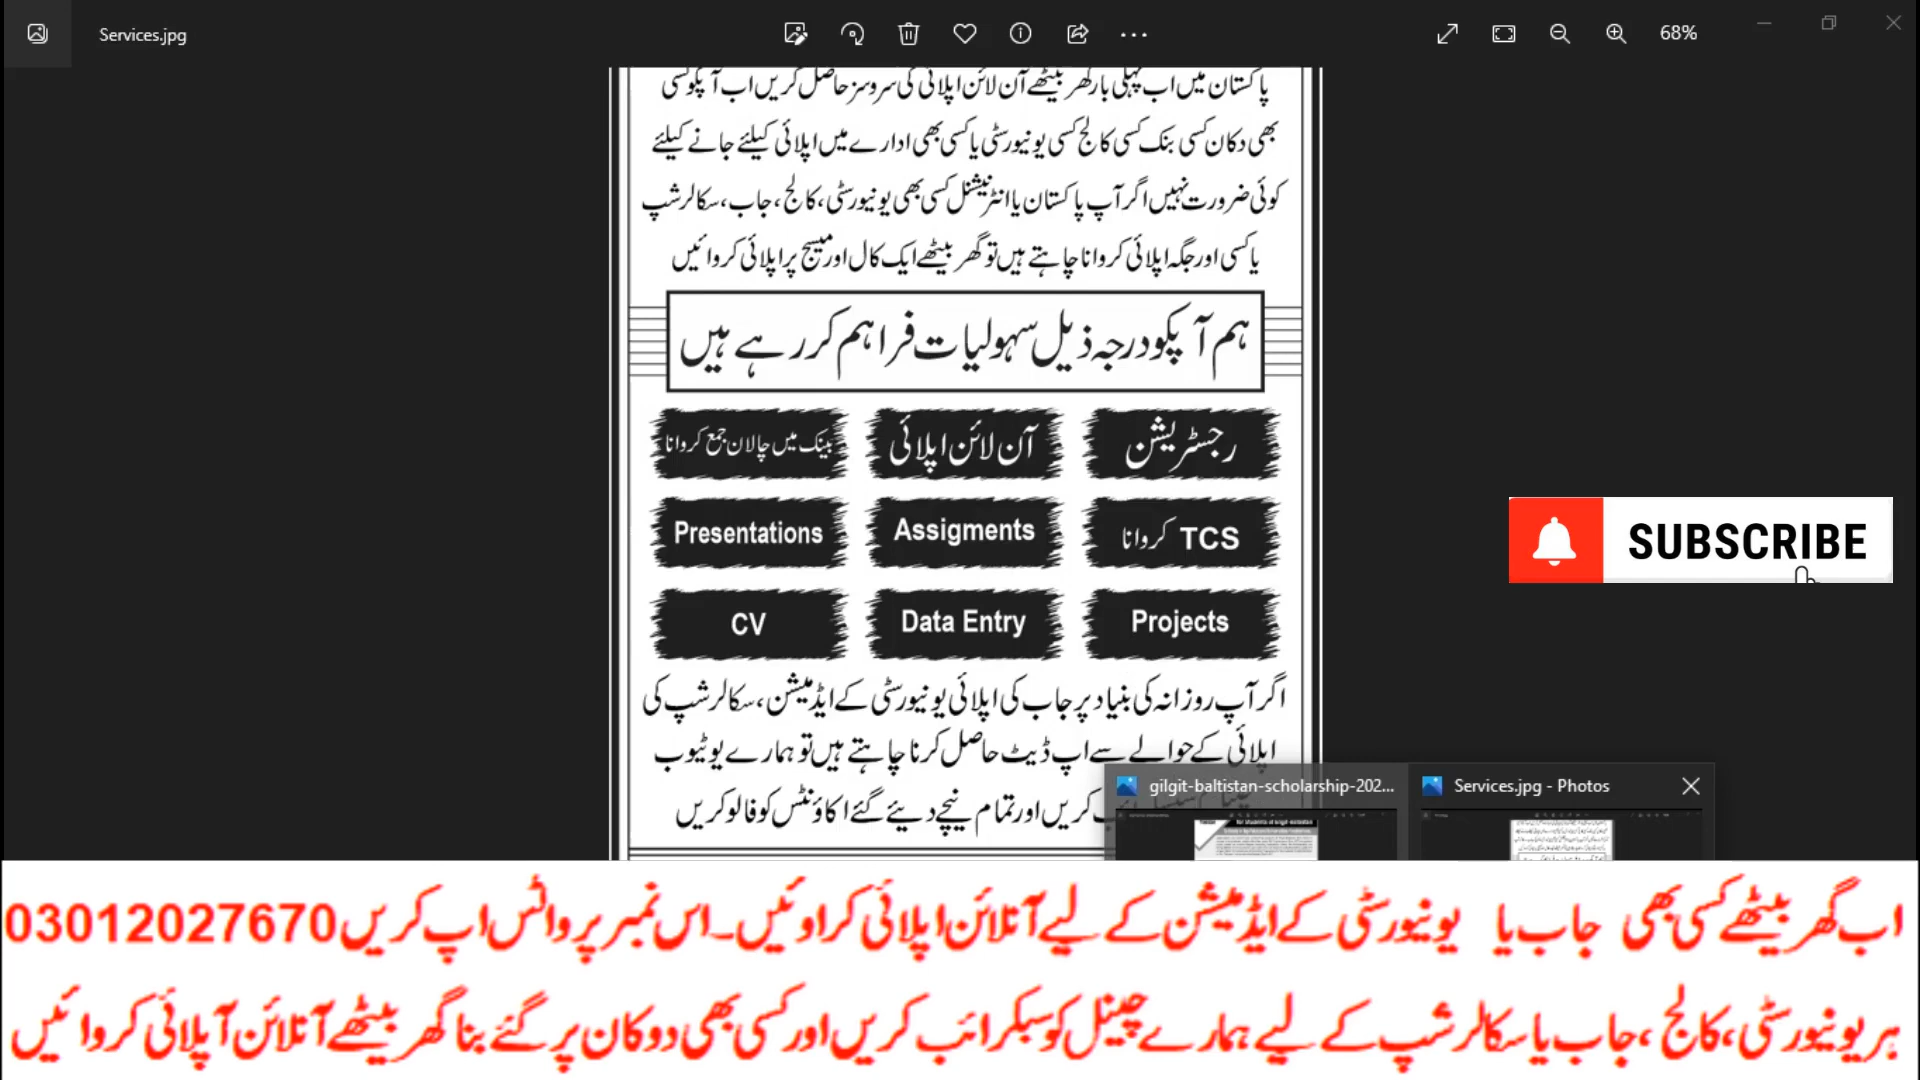 Services.jpg
68%
پاکستان میں اب پہلی بار گھر بیٹھے آن لائن اپلائی کی سروسز حاصل کریں اب آپکو کسی
بھی دکان کسی بنک کسی کالج کسی یونیورسٹی یا کسی بھی ادارے میں اپلائی کیلئے جانے کیلئے
کوئی ضرورت نہیں اگر آپ پاکستان یا انٹرنیشنل کسی بھی یونیورسٹی، کالج، جاب، سکالرشپ
یا کسی اور جگہ اپلائی کروانا چاہتے ہیں تو گھر بیٹھے ایک کال اور میسج پر اپلائی کروائیں
ہم آپکو درجہ ذیل سہولیات فراہم کر رہے ہیں
رجسٹریشن آن لائن اپلائی بینک میں چالان جمع کروانا
TCS کروانا Assigments Presentations
Projects Data Entry CV
SUBSCRIBE
اگر آپ روزانہ کی بنیاد پر جاب کی اپلائی یونیورسٹی کے ایڈمیشن، سکالرشپ کی
اپلائی کے حوالے سے اپ ڈیٹ حاصل کرنا چاہتے ہیں تو ہمارے یوٹیوب
کریں اور تمام نیچے دیئے گئے اکاؤنٹس کو فالو کریں
gilgit-baltistan-scholarship-202...
Services.jpg - Photos
اب گھر بیٹھے کسی بھی جاب یا یونیورسٹی کے ایڈمیشن کے لیے آنلائن اپلائی کراوئیں۔ اس نمبر پر واٹس اپ کریں 03012027670
ہر یونیورسٹی، کالج، جاب یا سکالرشپ کے لیے ہمارے چینل کو سبکرائب کریں اور کسی بھی دوکان پر گئے بنا گھر بیٹھے آنلائن آپلائی کروائیں